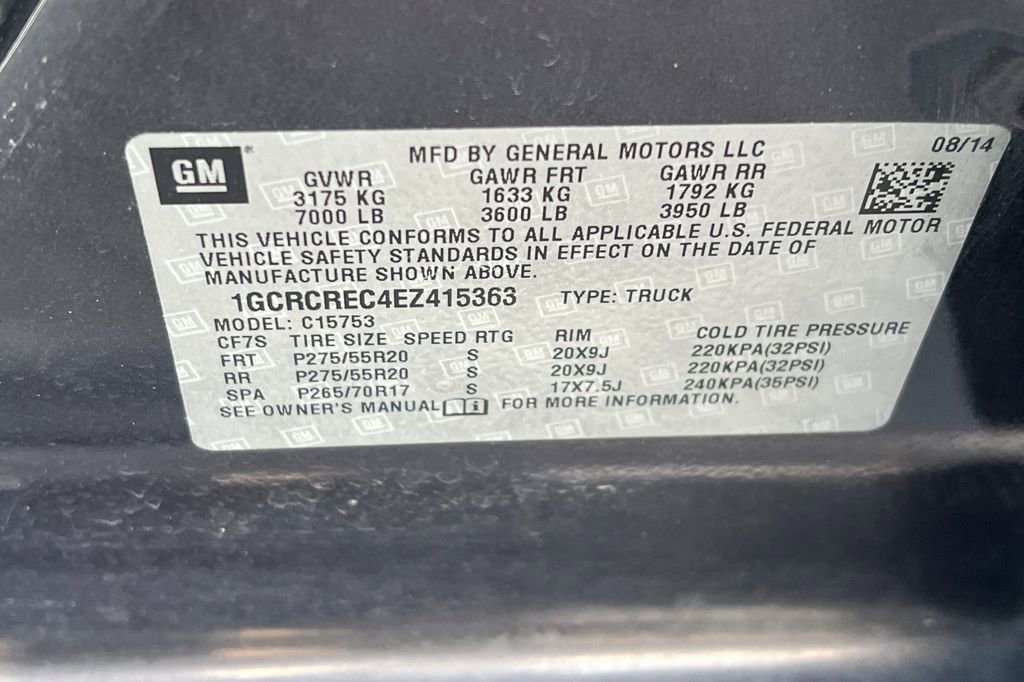 GM
MFD BY GENERAL MOTORS LLC 08/14
GVWR GAWR FRT GAWR RR
3175 KG 1633 KG 1792 KG
7000 LB 3600 LB 3950 LB
THIS VEHICLE CONFORMS TO ALL APPLICABLE U.S. FEDERAL MOTOR
VEHICLE SAFETY STANDARDS IN EFFECT ON THE DATE OF
MANUFACTURE SHOWN ABOVE.
1GCRCREC4EZ415363 TYPE: TRUCK
MODEL: C15753
CF7S TIRE SIZE SPEED RTG RIM COLD TIRE PRESSURE
FRT P275/55R20 S 20X9J 220KPA(32PSI)
RR P275/55R20 S 20X9J 220KPA(32PSI)
SPA P265/70R17 S 17X7.5J 240KPA(35PSI)
SEE OWNER'S MANUAL i FOR MORE INFORMATION.